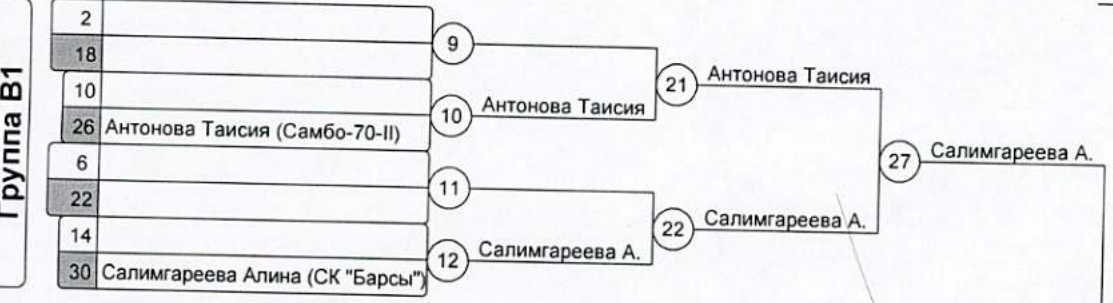 Группа В1
2
18
9
10
26 Антонова Таисия (Самбо-70-II)
10 Антонова Таисия
21 Антонова Таисия
6
22
11
14
30 Салимгареева Алина (СК "Барсы")
12 Салимгареева А.
22 Салимгареева А.
27 Салимгареева А.